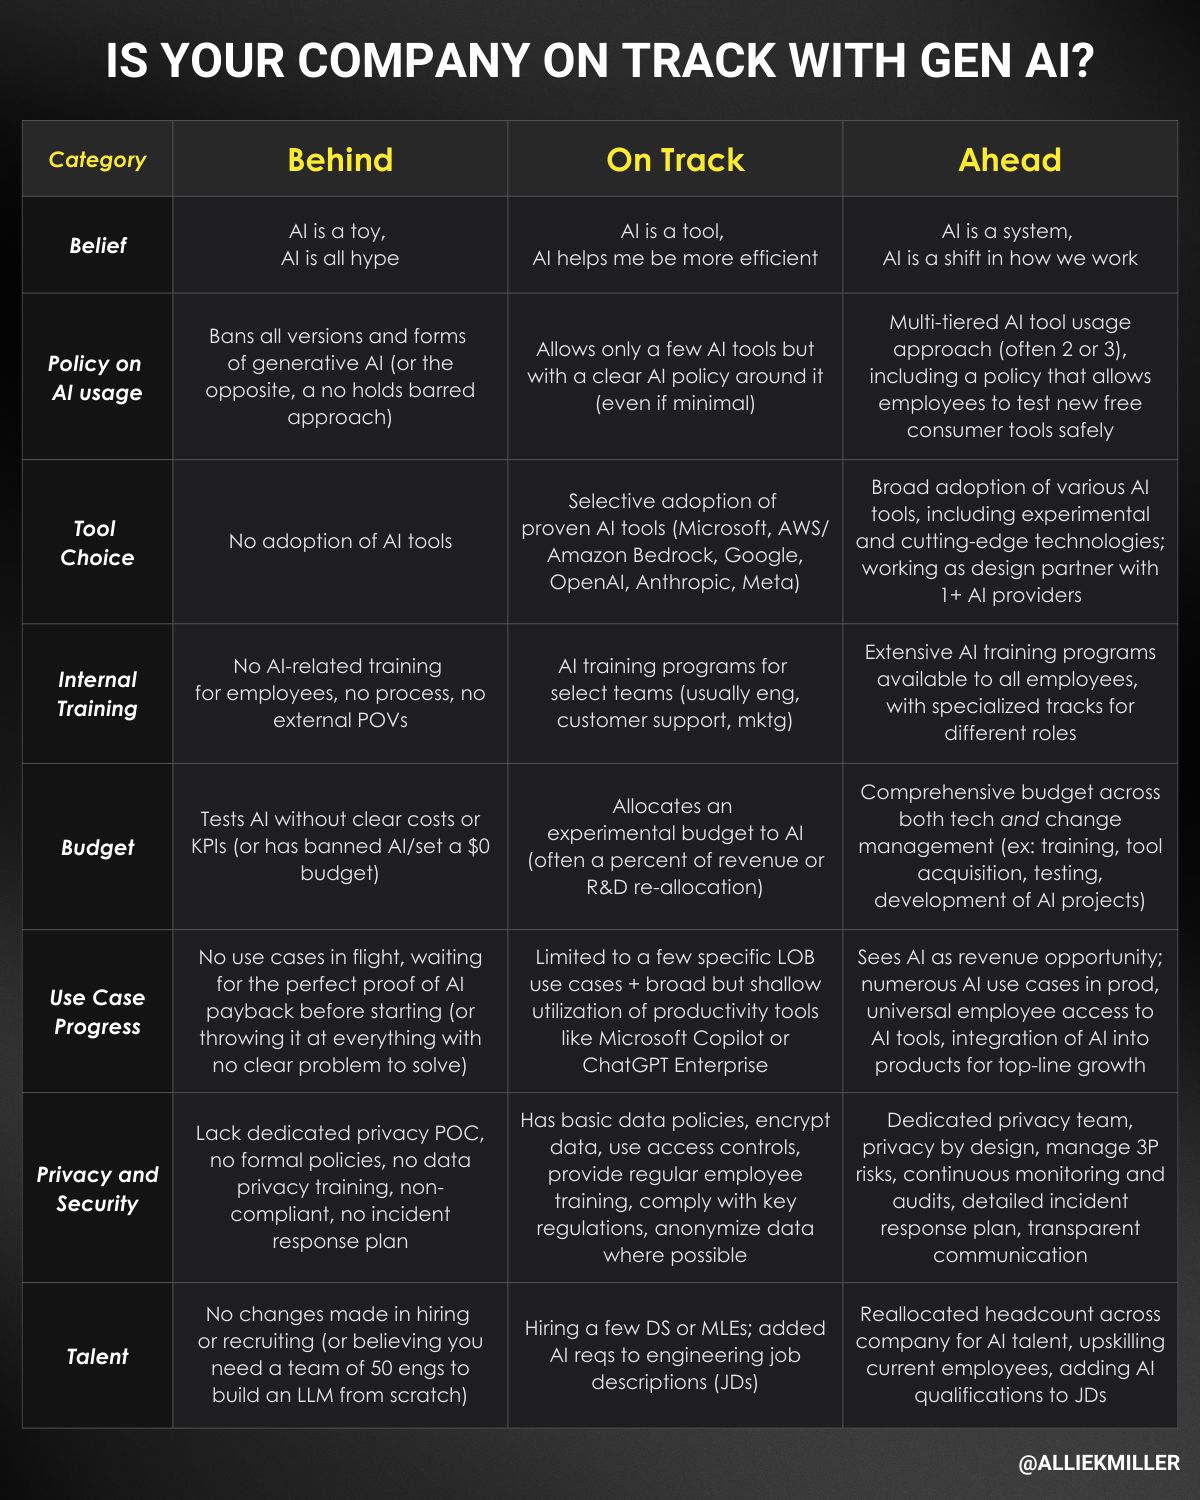 IS YOUR COMPANY ON TRACK WITH GEN AI?
Category
Behind
On Track
Ahead
Belief
AI is a toy,
AI is all hype
AI is a tool,
AI helps me be more efficient
AI is a system,
AI is a shift in how we work
Policy on
AI usage
Bans all versions and forms
of generative AI (or the
opposite, a no holds barred
approach)
Allows only a few AI tools but
with a clear AI policy around it
(even if minimal)
Multi-tiered AI tool usage
approach (often 2 or 3),
including a policy that allows
employees to test new free
consumer tools safely
Tool
Choice
No adoption of AI tools
Selective adoption of
proven AI tools (Microsoft, AWS/
Amazon Bedrock, Google,
OpenAI, Anthropic, Meta)
Broad adoption of various AI
tools, including experimental
and cutting-edge technologies;
working as design partner with
1+ AI providers
Internal
Training
No AI-related training
for employees, no process, no
external POVs
AI training programs for
select teams (usually eng,
customer support, mktg)
Extensive AI training programs
available to all employees,
with specialized tracks for
different roles
Budget
Tests AI without clear costs or
KPIs (or has banned AI/set a $0
budget)
Allocates an
experimental budget to AI
(often a percent of revenue or
R&D re-allocation)
Comprehensive budget across
both tech and change
management (ex: training, tool
acquisition, testing,
development of AI projects)
Use Case
Progress
No use cases in flight, waiting
for the perfect proof of AI
payback before starting (or
throwing it at everything with
no clear problem to solve)
Limited to a few specific LOB
use cases + broad but shallow
utilization of productivity tools
like Microsoft Copilot or
ChatGPT Enterprise
Sees AI as revenue opportunity;
numerous AI use cases in prod,
universal employee access to
AI tools, integration of AI into
products for top-line growth
Privacy and
Security
Lack dedicated privacy POC,
no formal policies, no data
privacy training, non-
compliant, no incident
response plan
Has basic data policies, encrypt
data, use access controls,
provide regular employee
training, comply with key
regulations, anonymize data
where possible
Dedicated privacy team,
privacy by design, manage 3P
risks, continuous monitoring and
audits, detailed incident
response plan, transparent
communication
Talent
No changes made in hiring
or recruiting (or believing you
need a team of 50 engs to
build an LLM from scratch)
Hiring a few DS or MLEs; added
AI reqs to engineering job
descriptions (JDs)
Reallocated headcount across
company for AI talent, upskilling
current employees, adding AI
qualifications to JDs
@ALLIEKMILLER